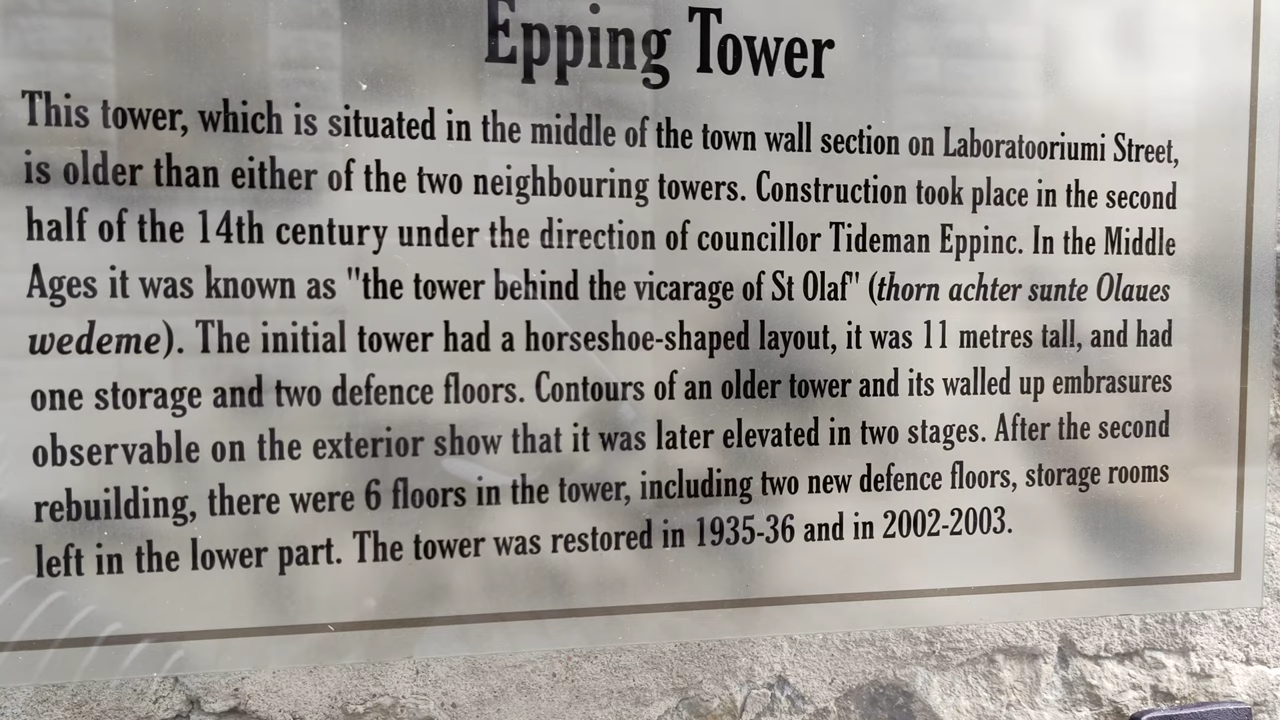 Epping Tower
This tower, which is situated in the middle of the town wall section on Laboratooriumi Street,
is older than either of the two neighbouring towers. Construction took place in the second
half of the 14th century under the direction of councillor Tideman Eppinc. In the Middle
Ages it was known as "the tower behind the vicarage of St Olaf" (thorn achter sunte Olaues
wedeme). The initial tower had a horseshoe-shaped layout, it was 11 metres tall, and had
one storage and two defence floors. Contours of an older tower and its walled up embrasures
observable on the exterior show that it was later elevated in two stages. After the second
rebuilding, there were 6 floors in the tower, including two new defence floors, storage rooms
left in the lower part. The tower was restored in 1935-36 and in 2002-2003.